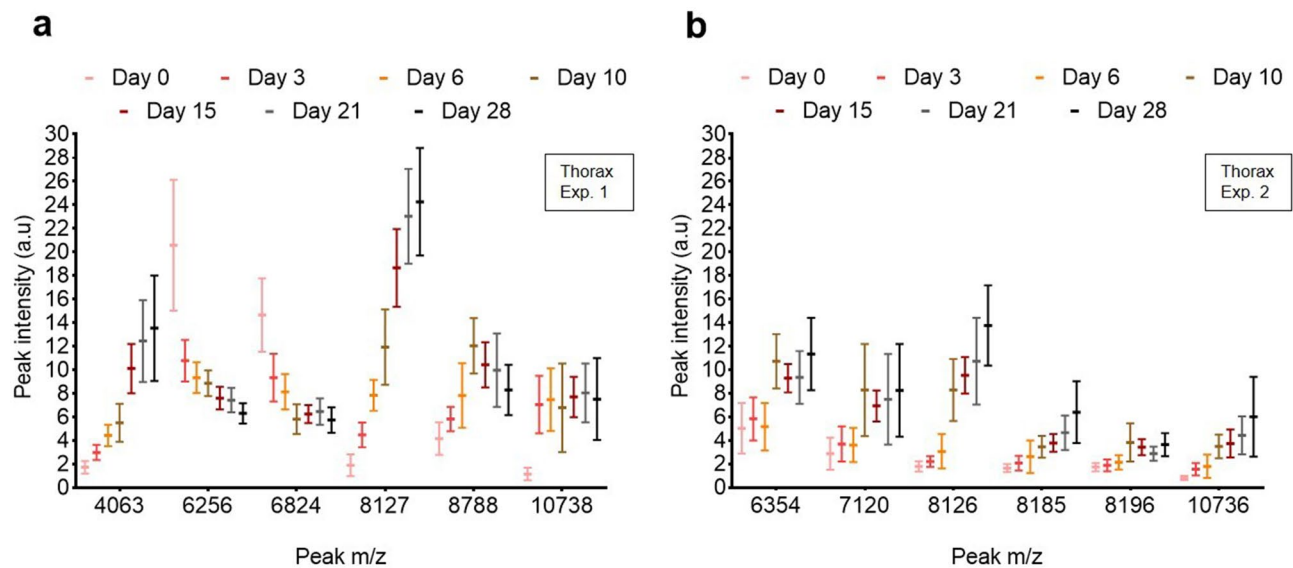 a
Day 0 Day 3 Day 6 Day 10
Day 15 Day 21 Day 28
30
28
26
24
22
20
18
16
14
12
10
8
6
4
2
0
Peak intensity (a.u)
Thorax
Exp. 1
4063 6256 6824 8127 8788 10738
Peak m/z
b
Day 0 Day 3 Day 6 Day 10
Day 15 Day 21 Day 28
30
28
26
24
22
20
18
16
14
12
10
8
6
4
2
0
Peak intensity (a.u)
Thorax
Exp. 2
6354 7120 8126 8185 8196 10736
Peak m/z